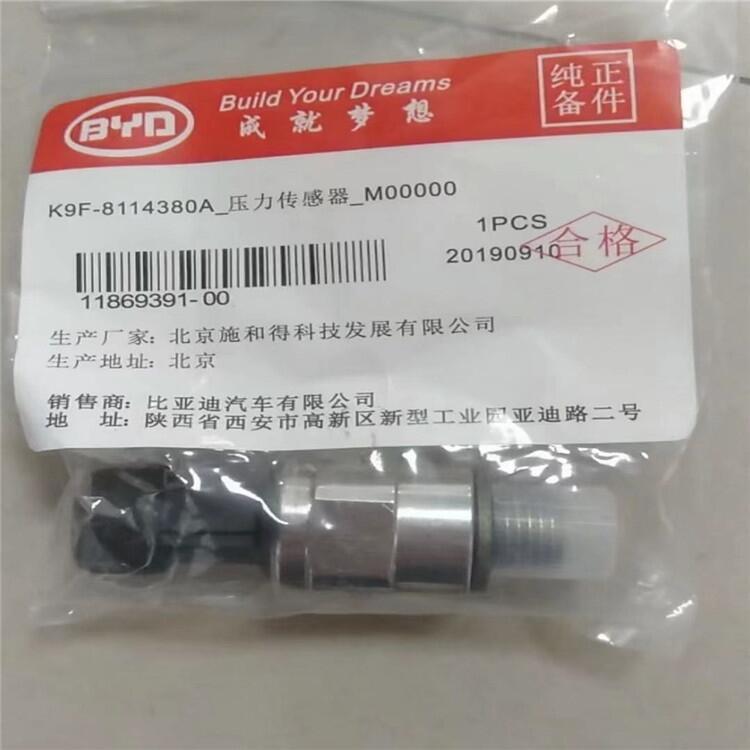 BYD
Build Your Dreams
成就梦想
纯正
备件
K9F-8114380A_压力传感器_M00000
1PCS
20190910
合格
11869391-00
生产厂家：北京施和得科技发展有限公司
生产地址：北京
销售商：比亚迪汽车有限公司
地 址：陕西省西安市高新区新型工业园亚迪路二号